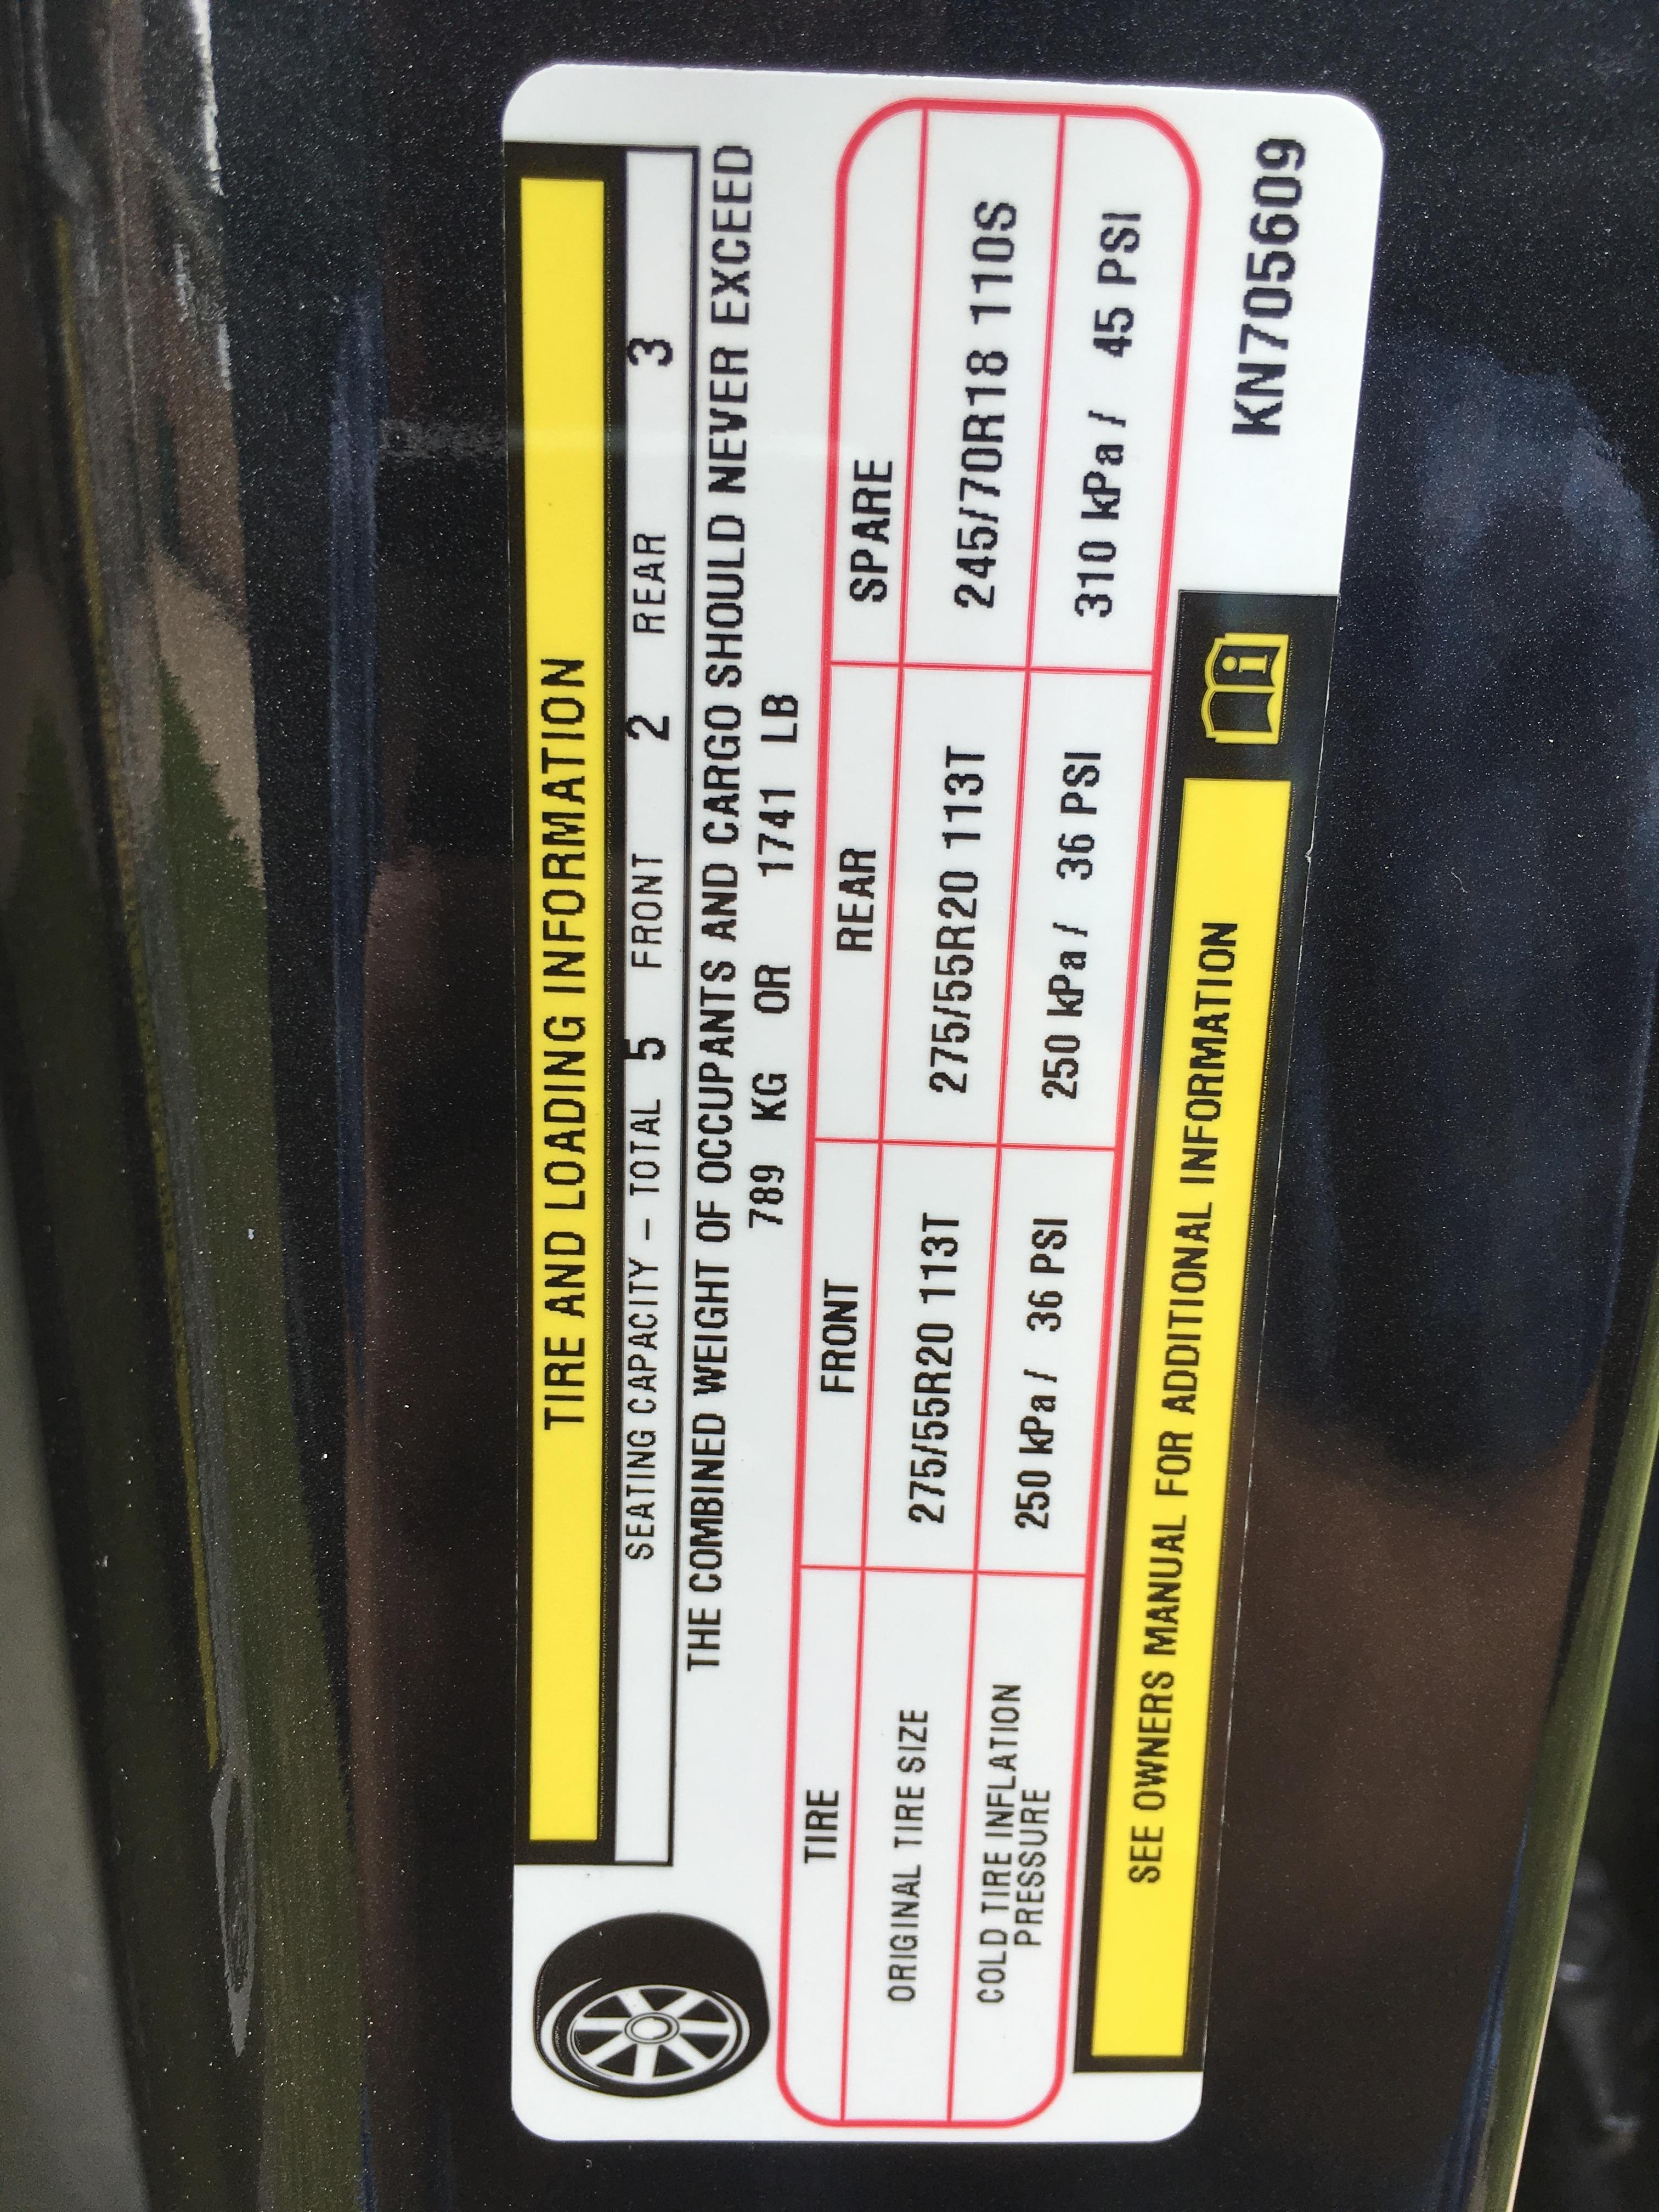 TIRE AND LOADING INFORMATION
SEATING CAPACITY – TOTAL 5 FRONT 2 REAR 3
THE COMBINED WEIGHT OF OCCUPANTS AND CARGO SHOULD NEVER EXCEED
789 KG OR 1741 LB
TIRE FRONT REAR SPARE
ORIGINAL TIRE SIZE 275/55R20 113T 275/55R20 113T 245/70R18 110S
COLD TIRE INFLATION PRESSURE 250 kPa / 36 PSI 250 kPa / 36 PSI 310 kPa / 45 PSI
SEE OWNERS MANUAL FOR ADDITIONAL INFORMATION
KN705609